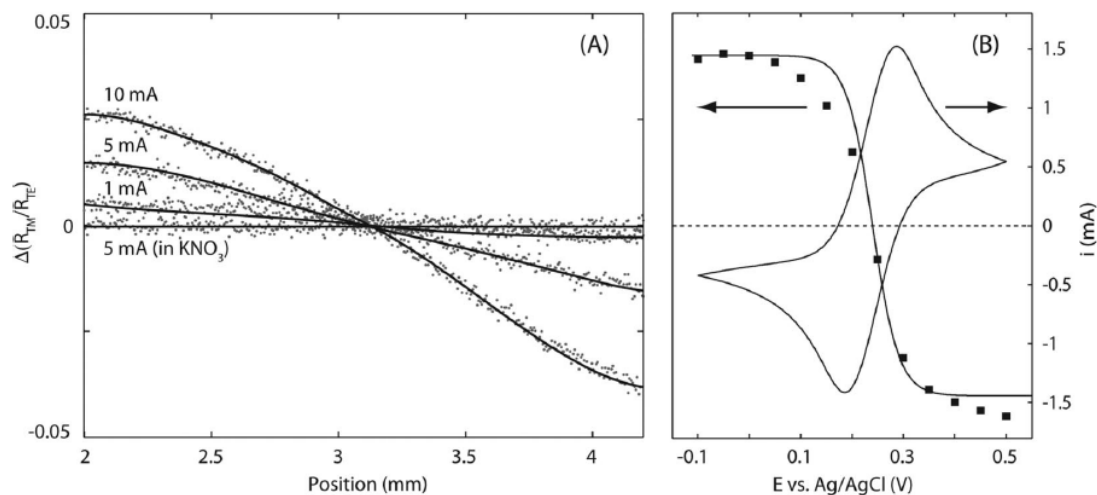 0.05
(A)
10 mA
5 mA
1 mA
0
5 mA (in KNO₃)
-0.05
Δ(R_TM/R_TE)
2
2.5
3
3.5
4
Position (mm)
(B)
1.5
1
0.5
0
-0.5
-1
-1.5
i (mA)
-0.1
0.1
0.3
0.5
E vs. Ag/AgCl (V)